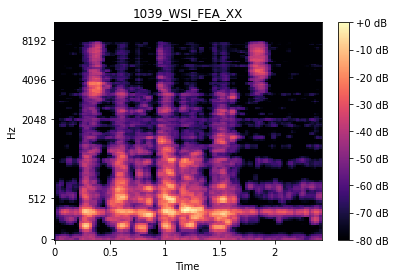 1039_WSI_FEA_XX
8192
4096
2048
1024
512
0
Hz
0
0.5
1
1.5
2
Time
+0 dB
-10 dB
-20 dB
-30 dB
-40 dB
-50 dB
-60 dB
-70 dB
-80 dB